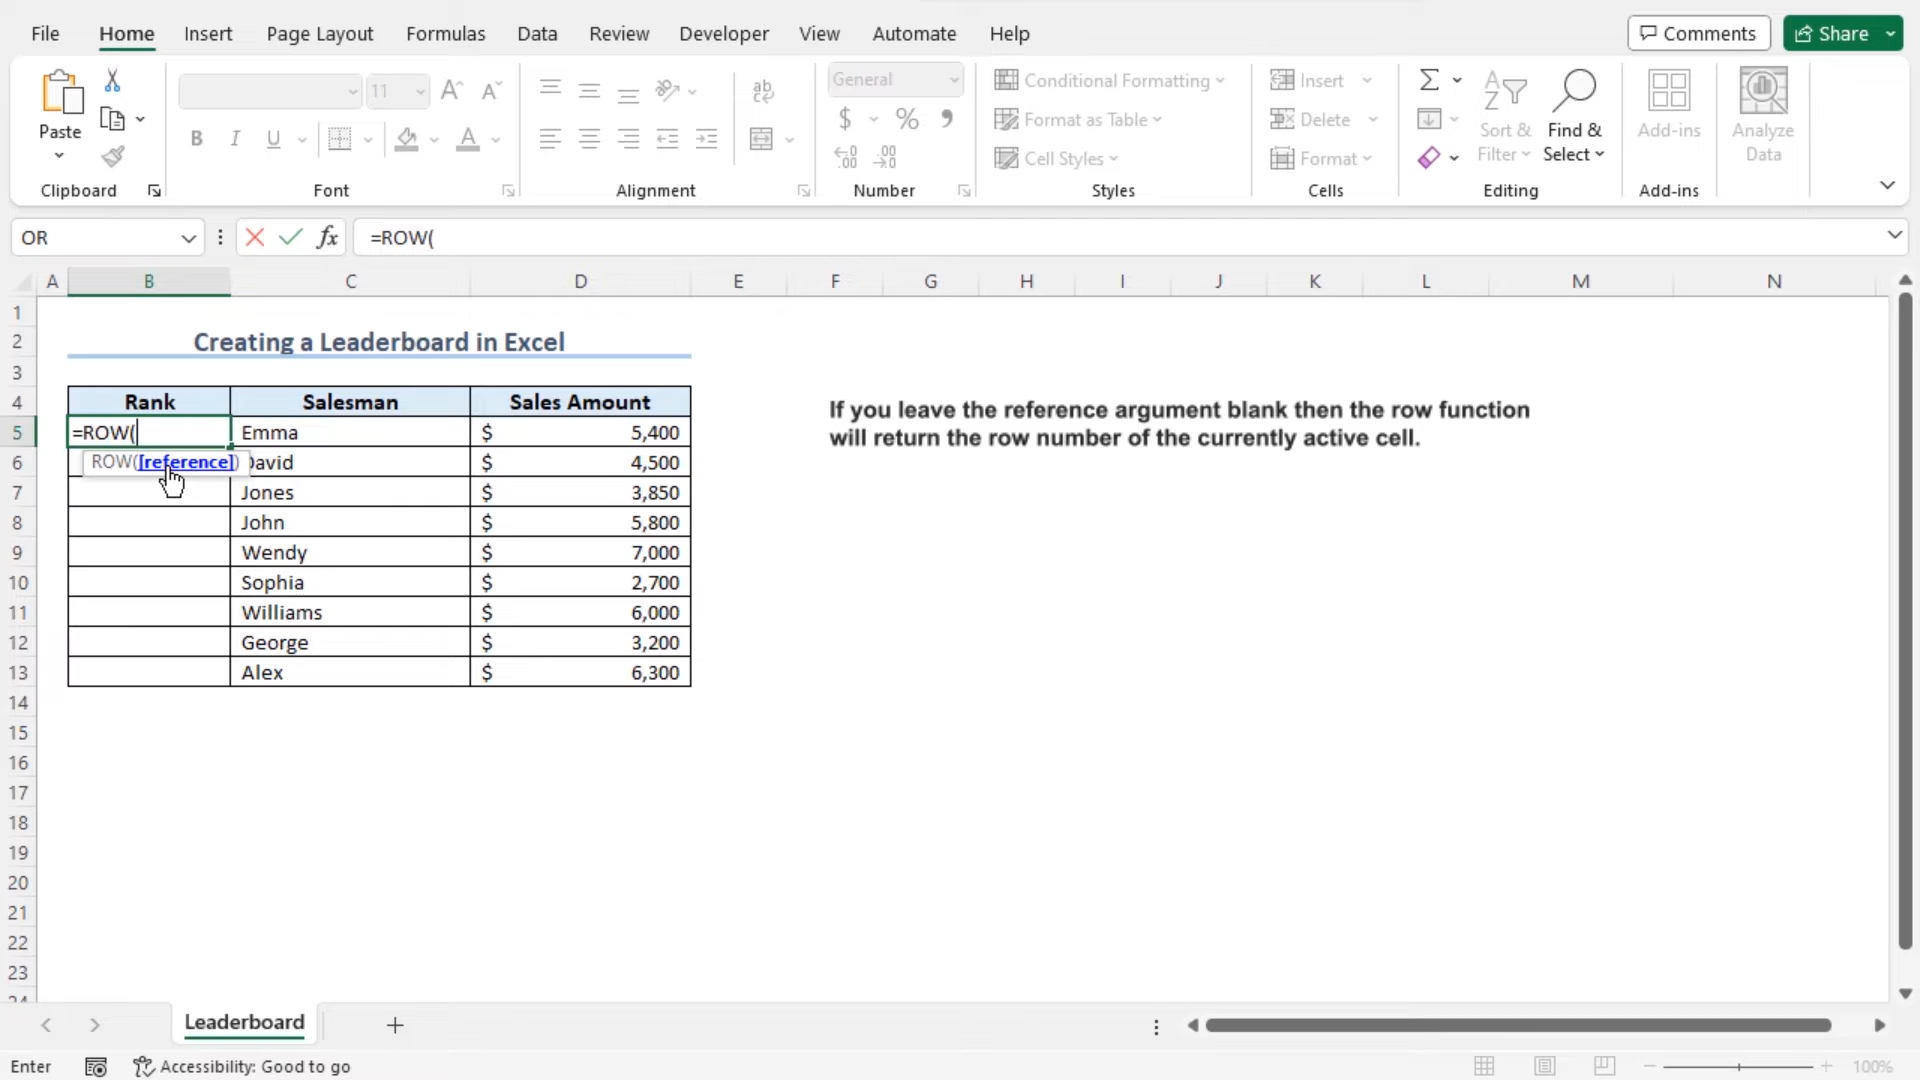 File Home Insert Page Layout Formulas Data Review Developer View Automate Help Comments Share
11 General Conditional Formatting Insert
Paste Format as Table Delete Sort & Filter Find & Select Add-ins Analyze Data
B I U A $ % Cell Styles Format
Clipboard Font Alignment Number Styles Cells Editing Add-ins
OR fx =ROW(
A B C D E F G H I J K L M N
1
2 Creating a Leaderboard in Excel
3
4 Rank Salesman Sales Amount
5 =ROW( Emma $ 5,400
6 ROW([reference]) David $ 4,500
7 Jones $ 3,850
8 John $ 5,800
9 Wendy $ 7,000
10 Sophia $ 2,700
11 Williams $ 6,000
12 George $ 3,200
13 Alex $ 6,300
14
15
16
17
18
19
20
21
22
23
24
If you leave the reference argument blank then the row function
will return the row number of the currently active cell.
Leaderboard
Enter Accessibility: Good to go 100%